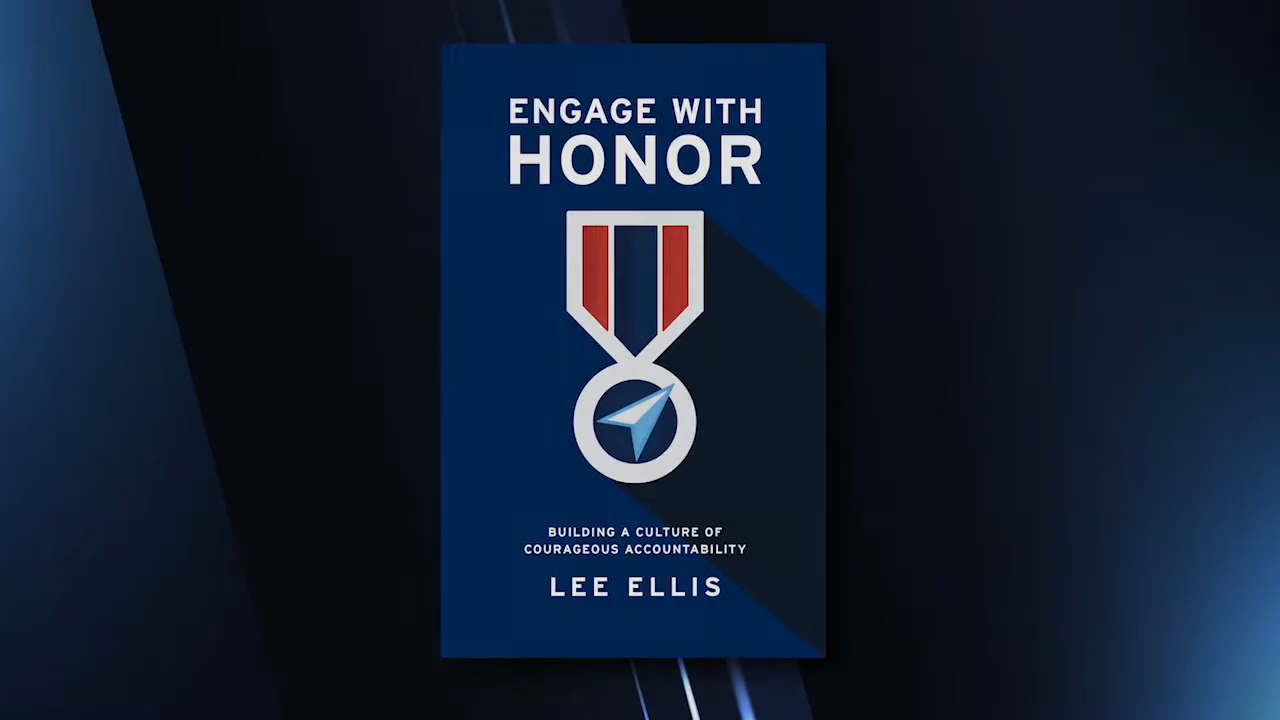 ENGAGE WITH
HONOR
BUILDING A CULTURE OF
COURAGEOUS ACCOUNTABILITY
LEE ELLIS